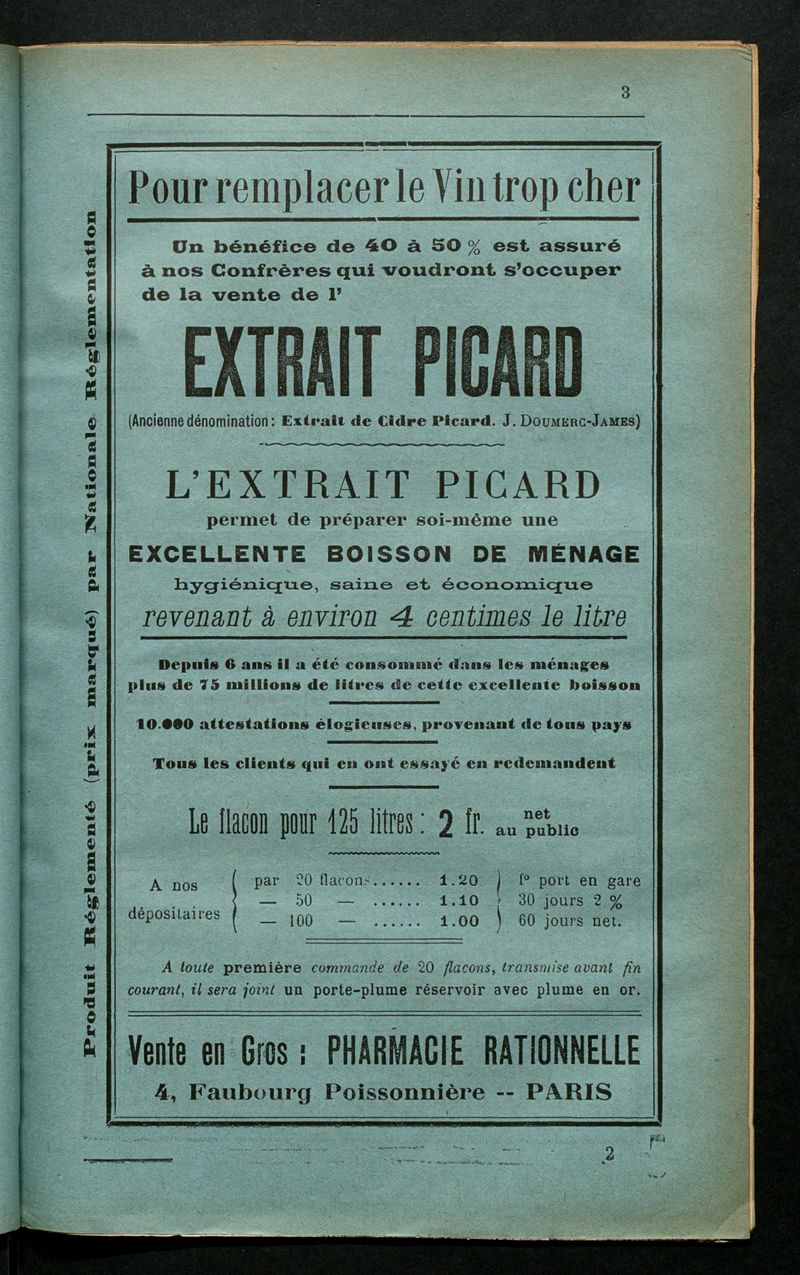 3
Pour remplacer le Vin trop cher
Un bénéfice de 40 à 50 % est assuré
à nos Confrères qui voudront s'occuper
de la vente de l'
EXTRAIT PICARD
(Ancienne dénomination : Extrait de Cidre Picard. J. DOUMERC-JAMES)
L'EXTRAIT PICARD
permet de préparer soi-même une
EXCELLENTE BOISSON DE MÉNAGE
hygiénique, saine et économique
revenant à environ 4 centimes le litre
Depuis 6 ans il a été consommé dans les ménages
plus de 75 millions de litres de cette excellente boisson
10.000 attestations élogieuses, provenant de tous pays
Tous les clients qui en ont essayé en redemandent
Le flacon pour 125 litres : 2 fr. au public net
A nos dépositaires
par 20 flacons...... 1.20 f° port en gare
— 50 — ...... 1.10 30 jours 2 %
— 100 — ...... 1.00 60 jours net.
A toute première commande de 20 flacons, transmise avant fin
courant, il sera joint un porte-plume réservoir avec plume en or.
Vente en Gros : PHARMACIE RATIONNELLE
4, Faubourg Poissonnière -- PARIS
Produit Réglementé (prix marqué) par Nationale Réglementation
2